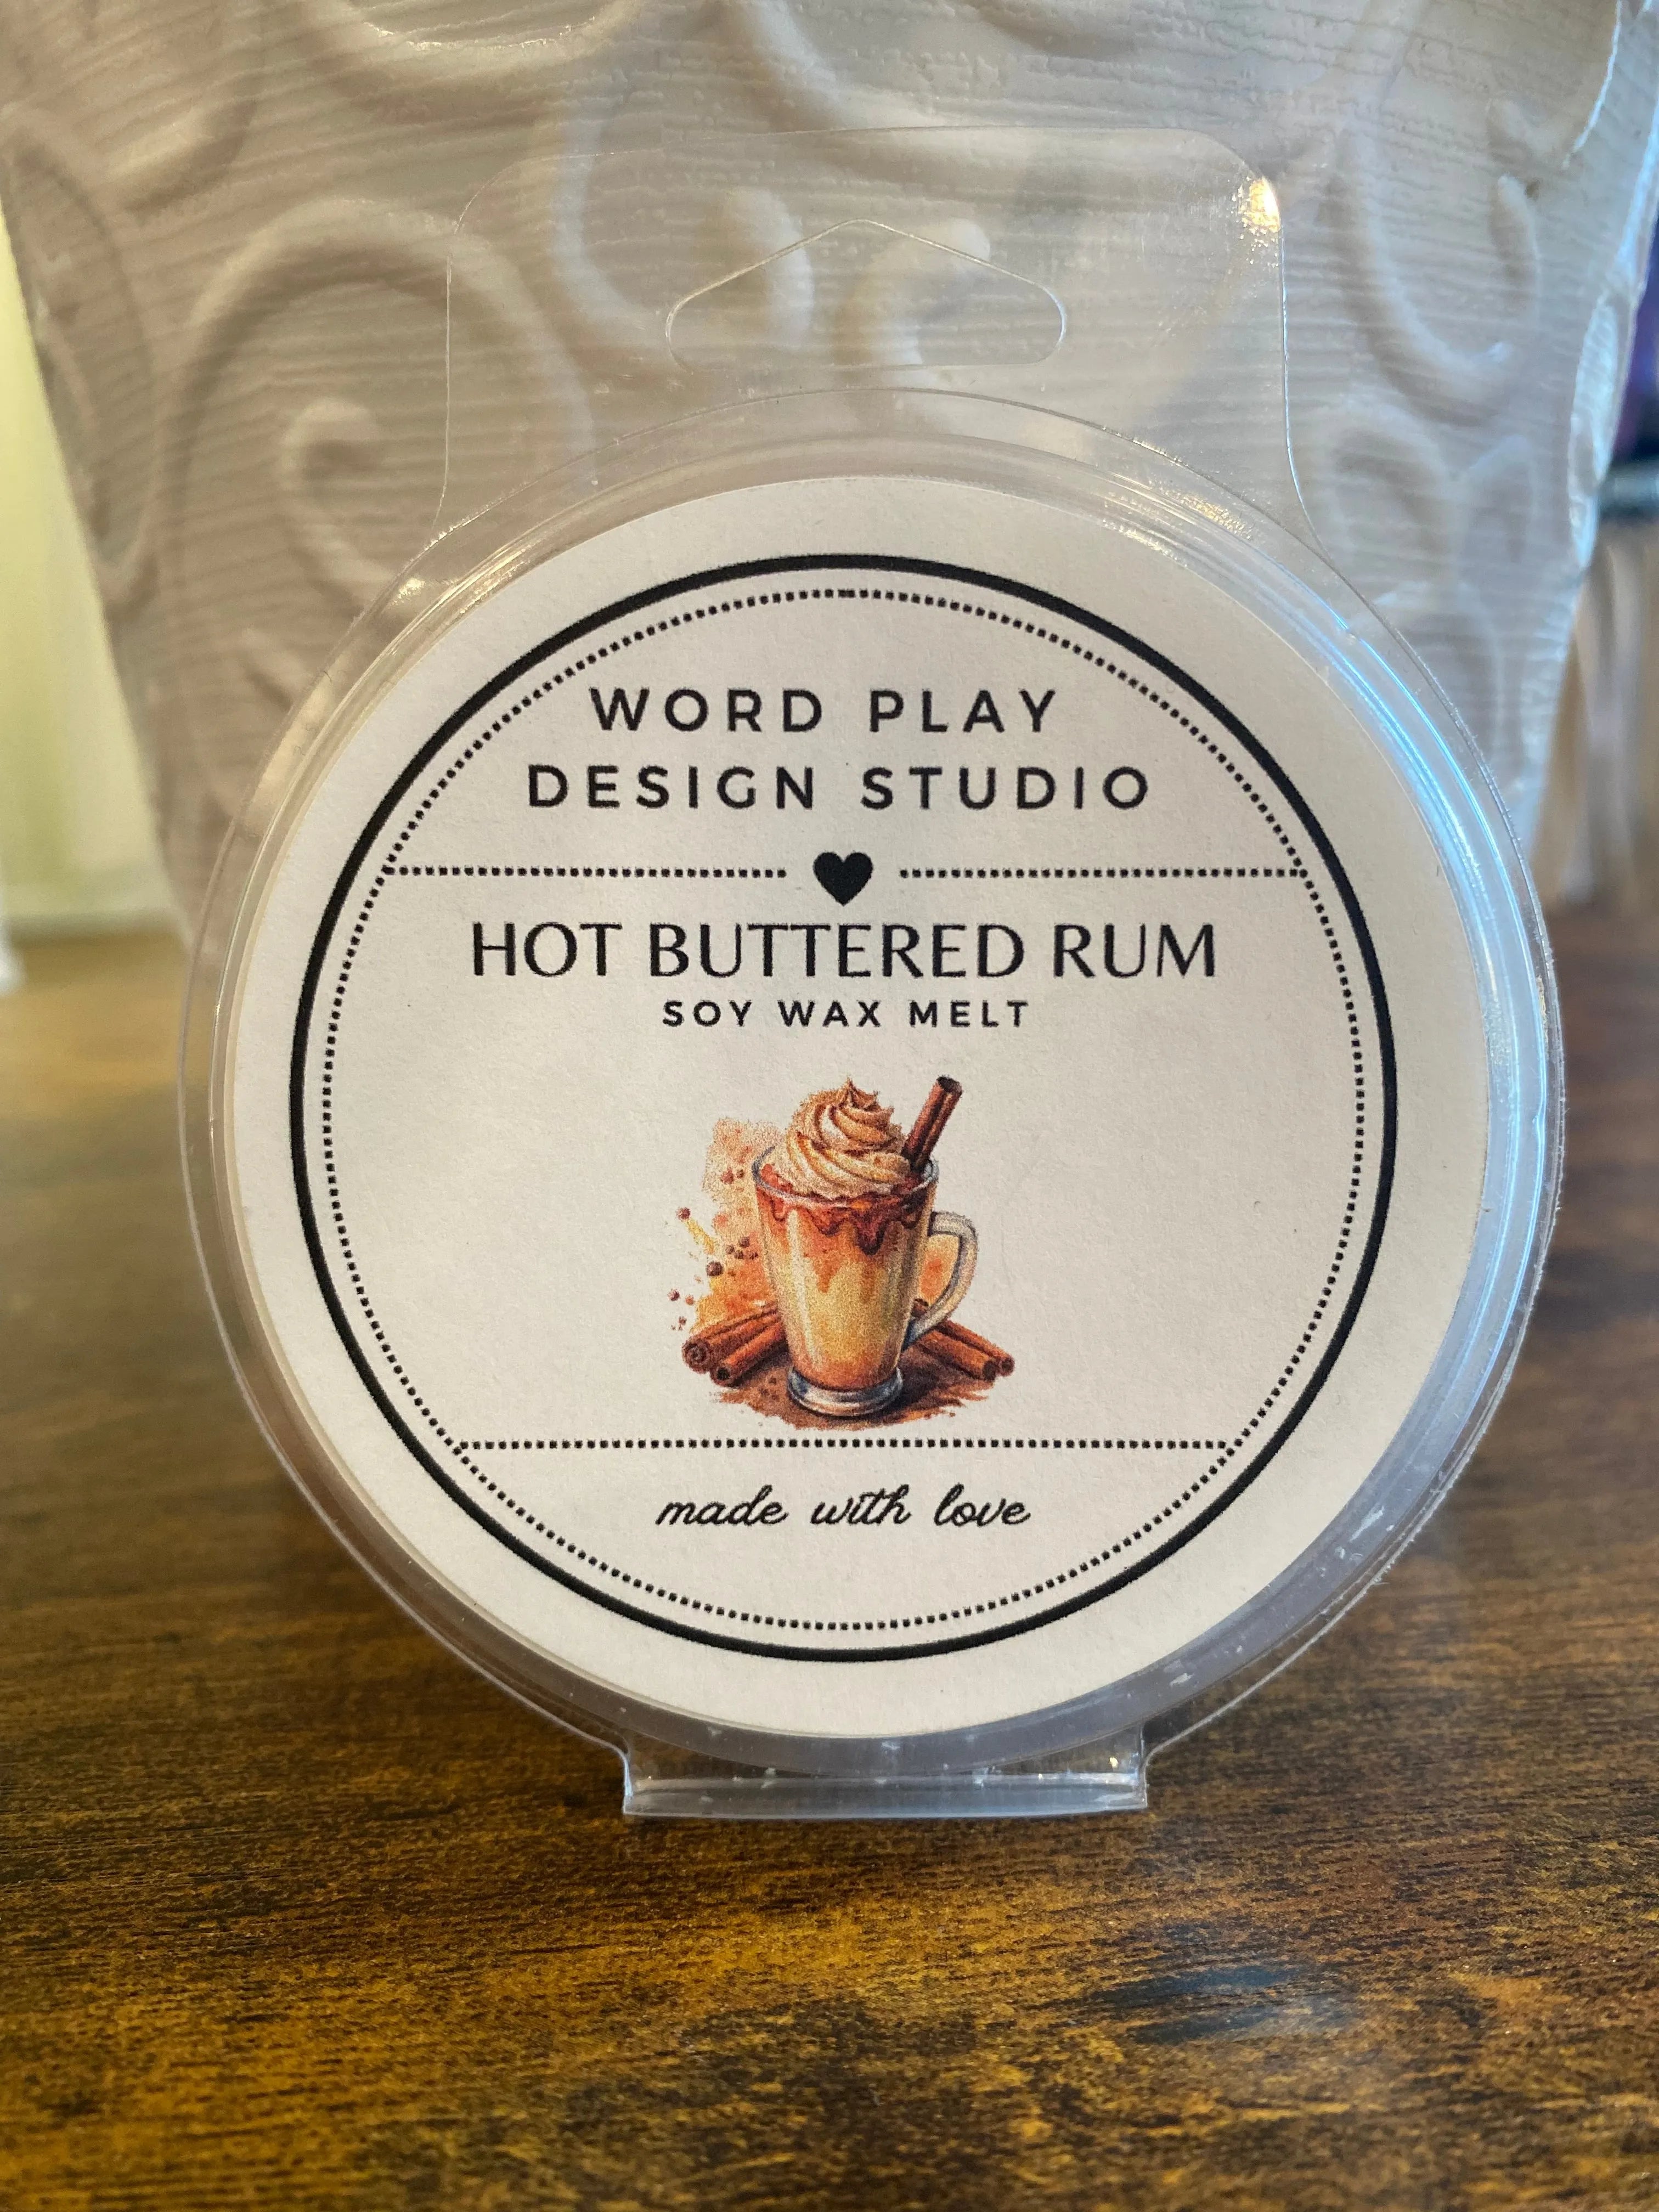 WORD PLAY
DESIGN STUDIO
HOT BUTTERED RUM
SOY WAX MELT
made with love